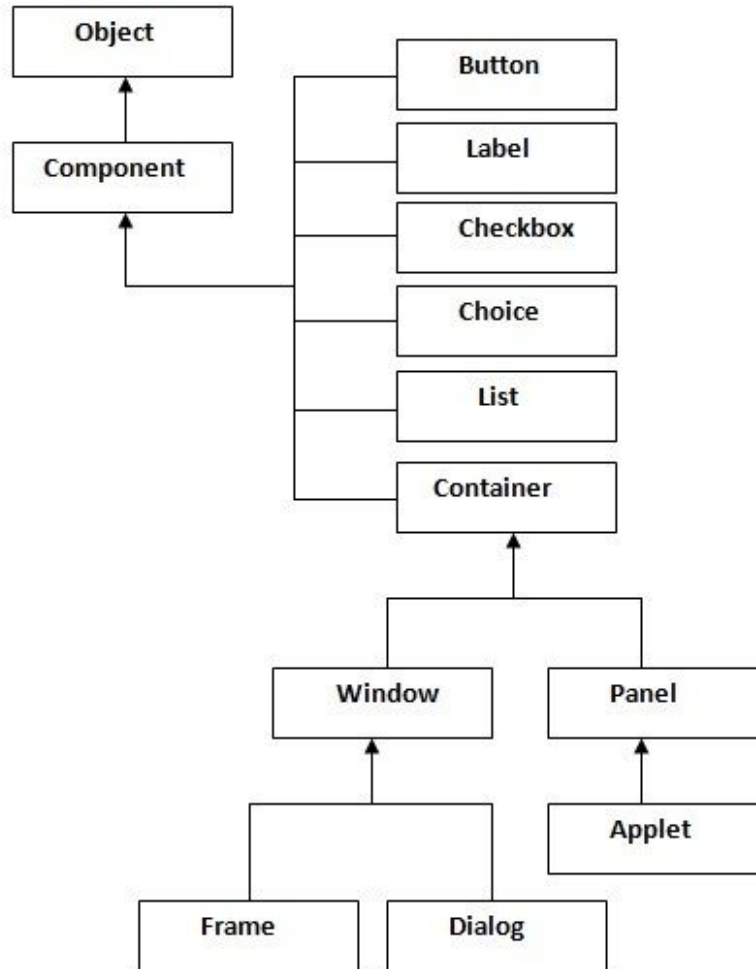 Object
Button
Label
Component
Checkbox
Choice
List
Container
Window
Panel
Applet
Frame
Dialog